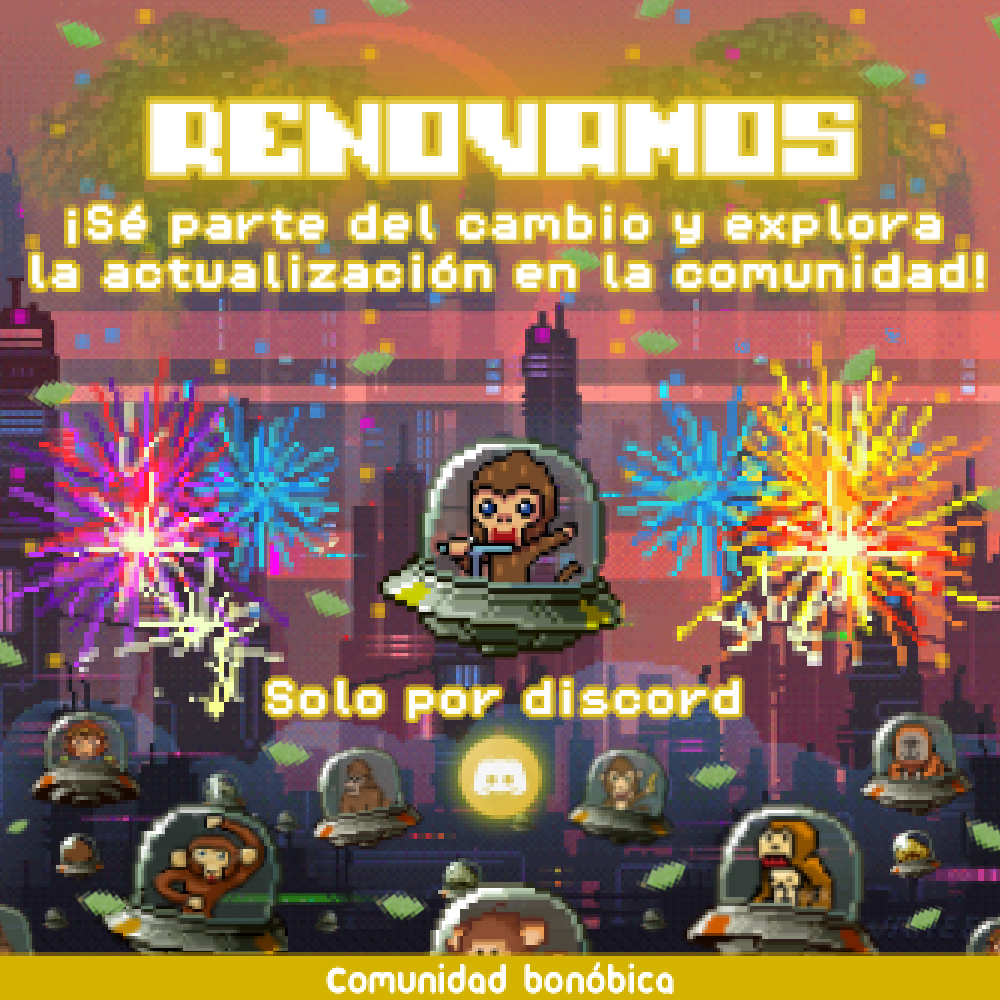 RENOVAMOS
¡Sé parte del cambio y explora
la actualización en la comunidad!
Solo por discord
Comunidad bonóbica